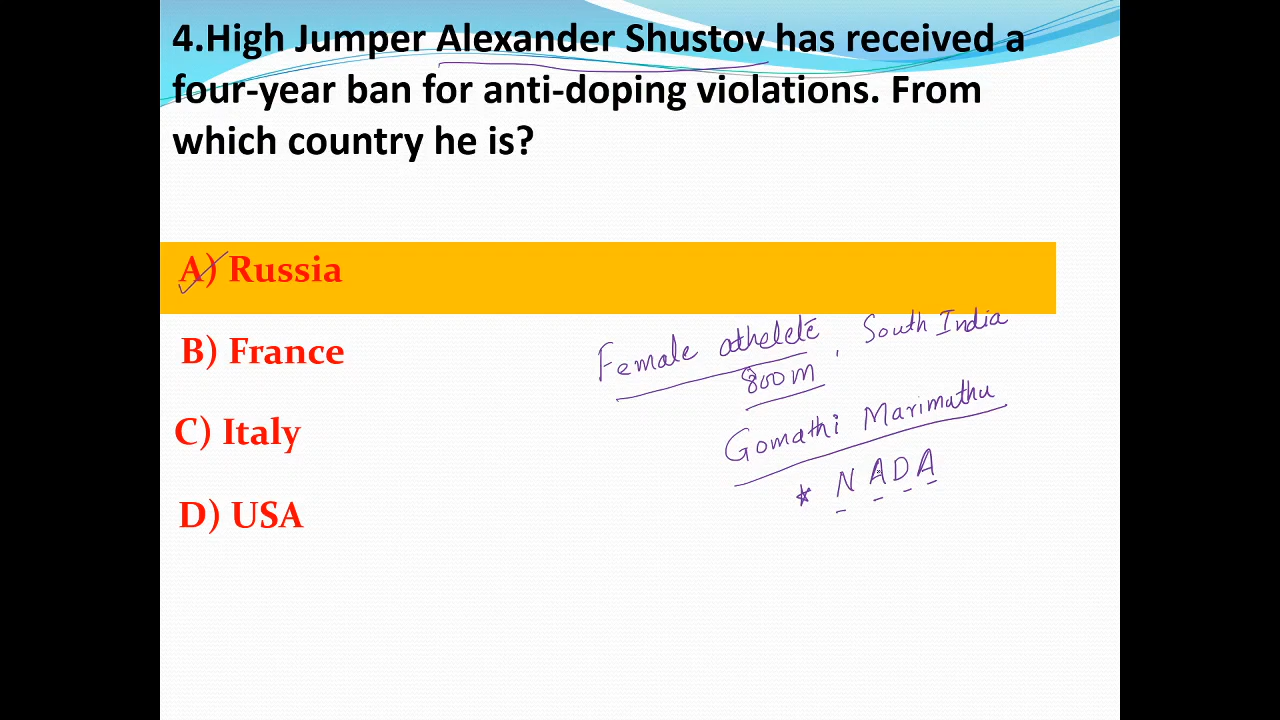 4.High Jumper Alexander Shustov has received a
four-year ban for anti-doping violations. From
which country he is?
A) Russia
B) France
C) Italy
D) USA
Female athelete, South India
800m
Gomathi Marimuthu
* NADA